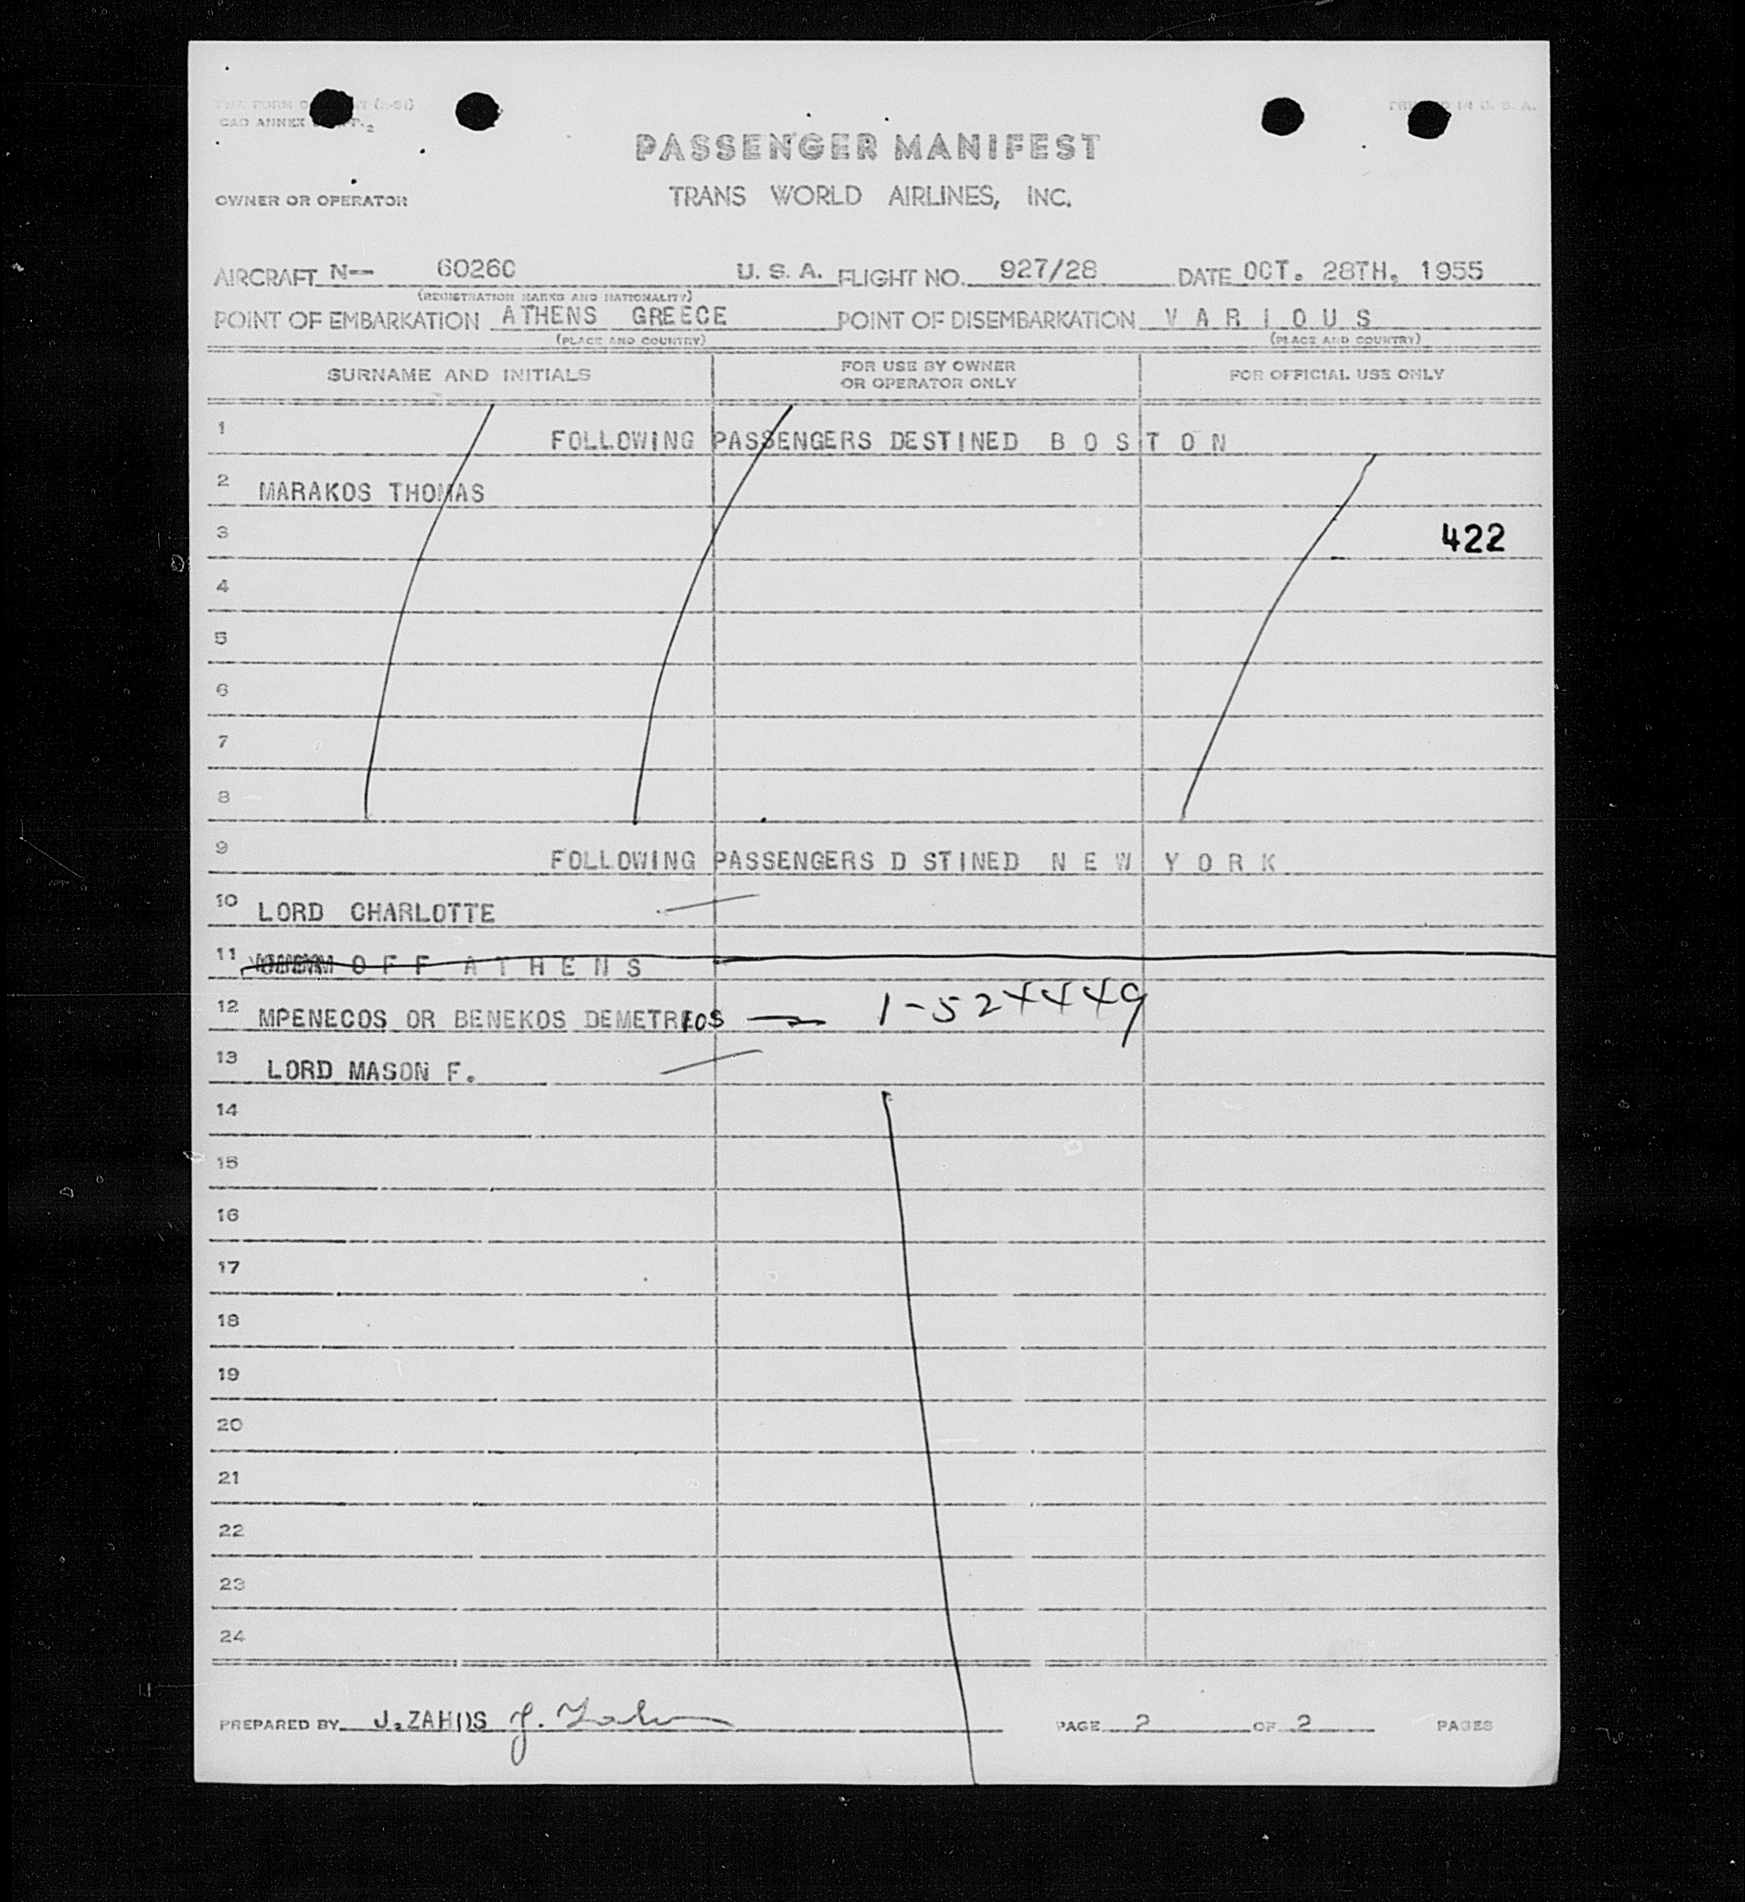 PASSENGER MANIFEST
OWNER OR OPERATOR TRANS WORLD AIRLINES, INC.
AIRCRAFT N-- 6026C U. S. A. FLIGHT NO. 927/28 DATE OCT. 28TH. 1955
(REGISTRATION MARKS AND NATIONALITY)
POINT OF EMBARKATION ATHENS GREECE POINT OF DISEMBARKATION V A R I O U S
(PLACE AND COUNTRY) (PLACE AND COUNTRY)
SURNAME AND INITIALS FOR USE BY OWNER OR OPERATOR ONLY FOR OFFICIAL USE ONLY
1 FOLLOWING PASSENGERS DESTINED B O S T O N
2 MARAKOS THOMAS
3 422
4
5
6
7
8
9 FOLLOWING PASSENGERS D STINED N E W Y O R K
10 LORD CHARLOTTE
11 O F F A T H E N S
12 MPENECOS OR BENEKOS DEMETRIOS 1-524449
13 LORD MASON F.
14
15
16
17
18
19
20
21
22
23
24
PREPARED BY J.ZAHOS J. Zahos PAGE 2 OF 2 PAGES